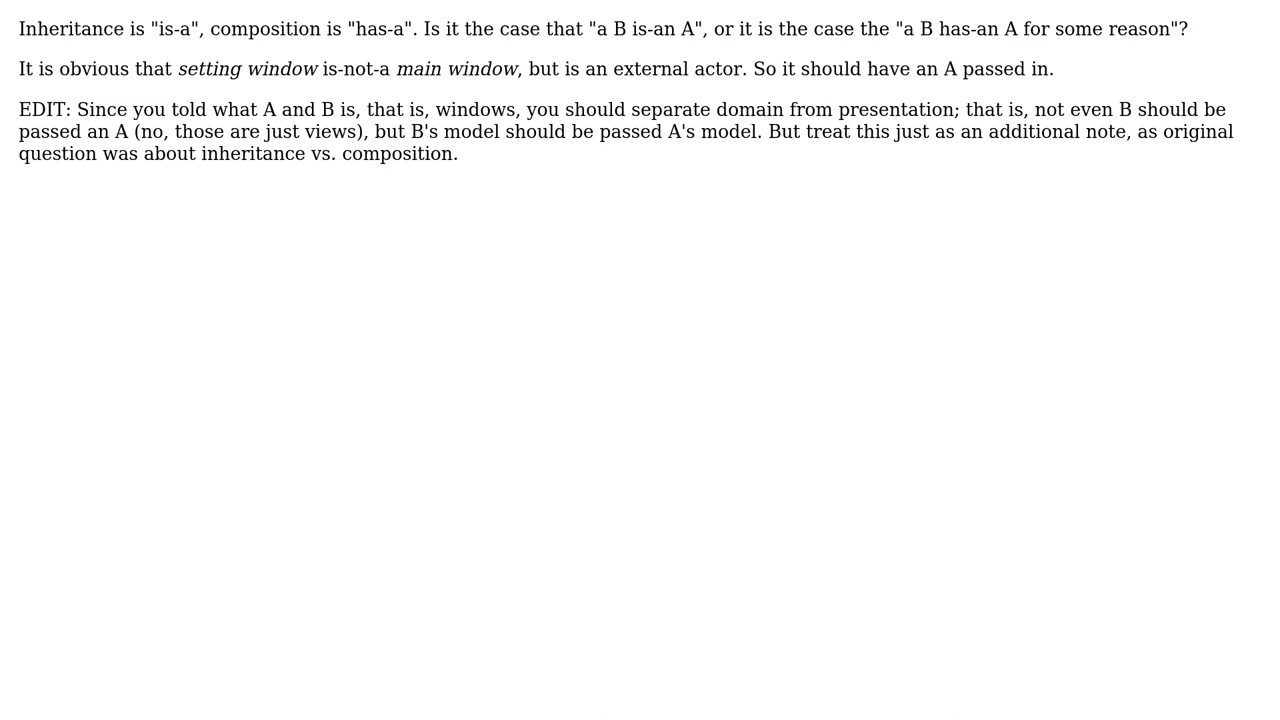 Inheritance is "is-a", composition is "has-a". Is it the case that "a B is-an A", or it is the case the "a B has-an A for some reason"?
It is obvious that setting window is-not-a main window, but is an external actor. So it should have an A passed in.
EDIT: Since you told what A and B is, that is, windows, you should separate domain from presentation; that is, not even B should be
passed an A (no, those are just views), but B's model should be passed A's model. But treat this just as an additional note, as original
question was about inheritance vs. composition.